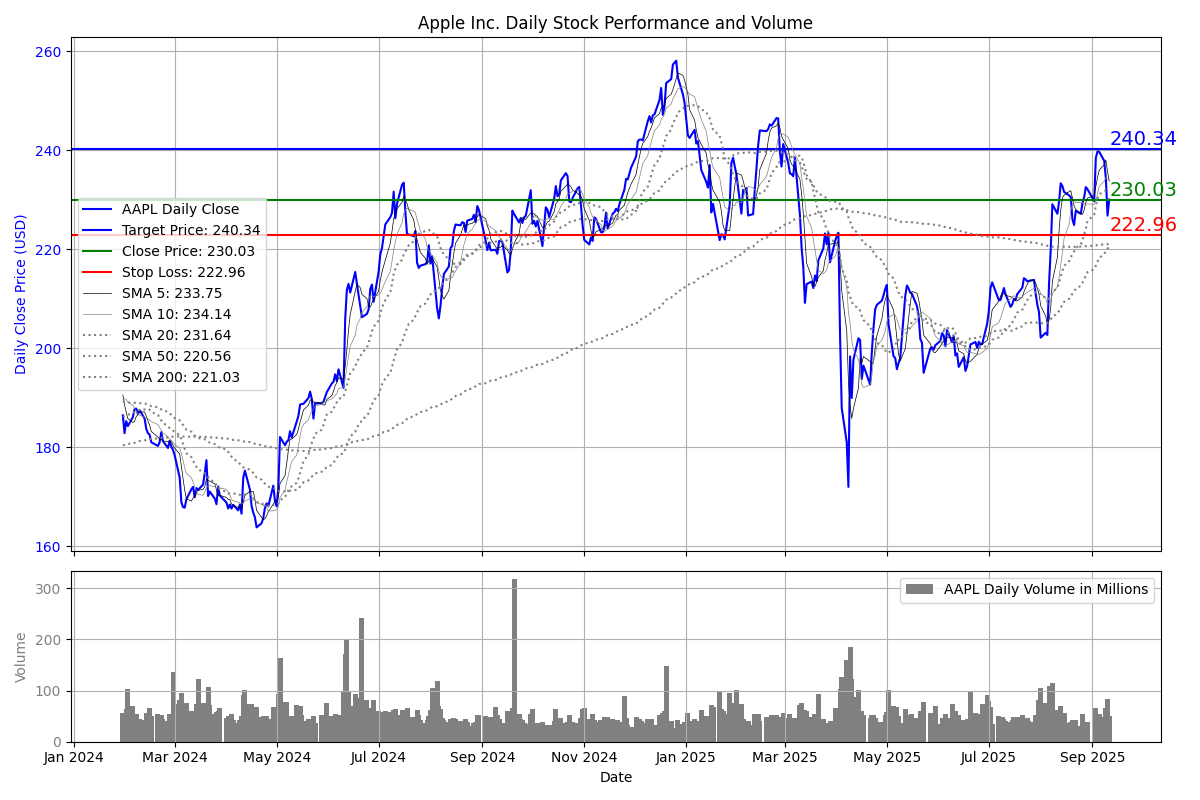 Apple Inc. Daily Stock Performance and Volume
Daily Close Price (USD)
260
240
220
200
180
160
240.34
230.03
222.96
AAPL Daily Close
Target Price: 240.34
Close Price: 230.03
Stop Loss: 222.96
SMA 5: 233.75
SMA 10: 234.14
SMA 20: 231.64
SMA 50: 220.56
SMA 200: 221.03
Volume
300
200
100
0
AAPL Daily Volume in Millions
Jan 2024 Mar 2024 May 2024 Jul 2024 Sep 2024 Nov 2024 Jan 2025 Mar 2025 May 2025 Jul 2025 Sep 2025
Date